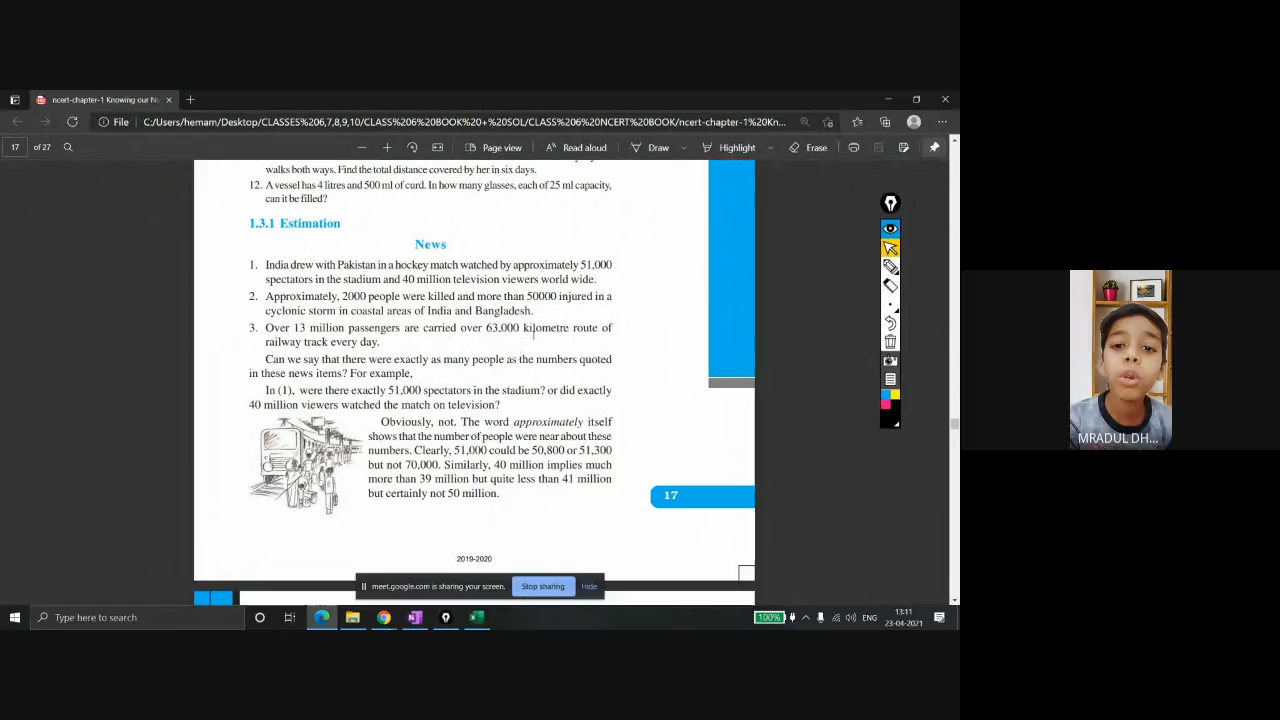 ncert-chapter-1 Knowing our Nu
File
C:/Users/hemam/Desktop/CLASSES%206,7,8,9,10/CLASS%206%20BOOK%20+%20SOL/CLASS%206%20NCERT%20BOOK/ncert-chapter-1%20Kn...
17 of 27
Page view
Read aloud
Draw
Highlight
Erase
walks both ways. Find the total distance covered by her in six days.
12. A vessel has 4 litres and 500 ml of curd. In how many glasses, each of 25 ml capacity,
can it be filled?
1.3.1 Estimation
News
1. India drew with Pakistan in a hockey match watched by approximately 51,000
spectators in the stadium and 40 million television viewers world wide.
2. Approximately, 2000 people were killed and more than 50000 injured in a
cyclonic storm in coastal areas of India and Bangladesh.
3. Over 13 million passengers are carried over 63,000 kilometre route of
railway track every day.
Can we say that there were exactly as many people as the numbers quoted
in these news items? For example,
In (1), were there exactly 51,000 spectators in the stadium? or did exactly
40 million viewers watched the match on television?
Obviously, not. The word approximately itself
shows that the number of people were near about these
numbers. Clearly, 51,000 could be 50,800 or 51,300
but not 70,000. Similarly, 40 million implies much
more than 39 million but quite less than 41 million
but certainly not 50 million.
17
2019-2020
meet.google.com is sharing your screen.
Stop sharing
Hide
Type here to search
100%
ENG
13:11
23-04-2021
MRADUL DH...